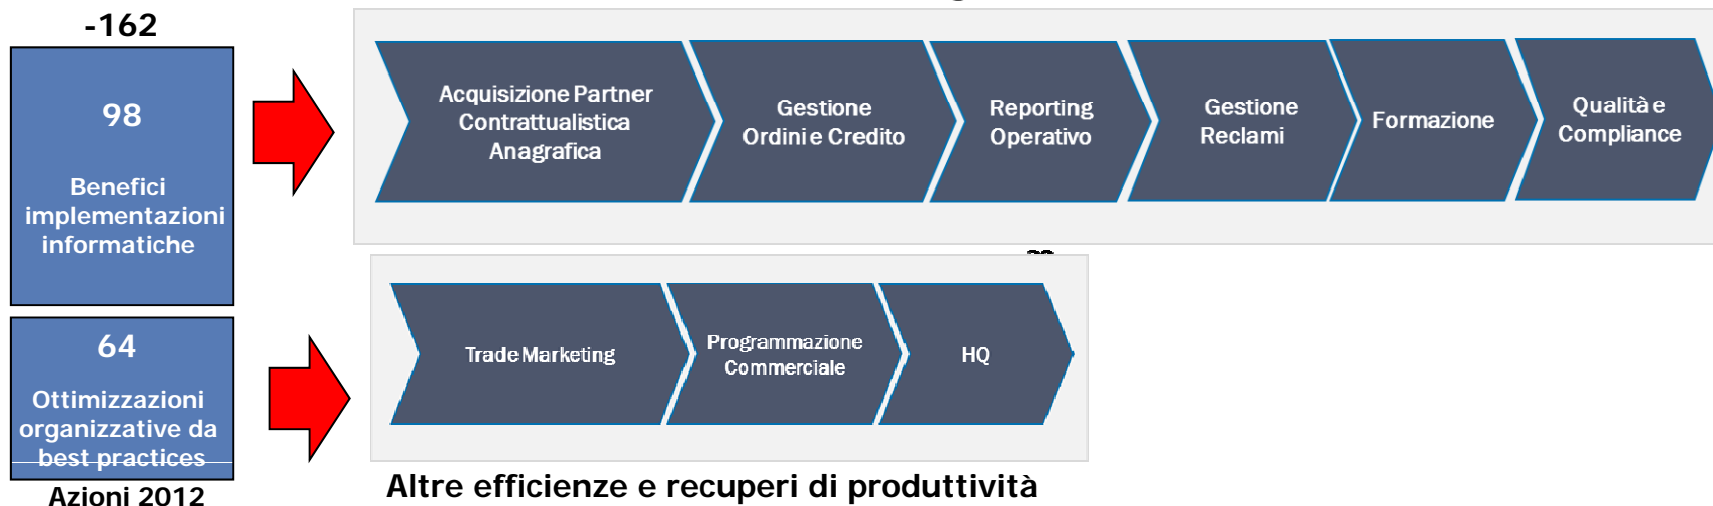 -162
98
Benefici
implementazioni
informatiche
Acquisizione Partner
Contrattualistica
Anagrafica
Gestione
Ordini e Credito
Reporting
Operativo
Gestione
Reclami
Formazione
Qualità e
Compliance
64
Ottimizzazioni
organizzative da
best practices
Trade Marketing
Programmazione
Commerciale
HQ
Azioni 2012
Altre efficienze e recuperi di produttività